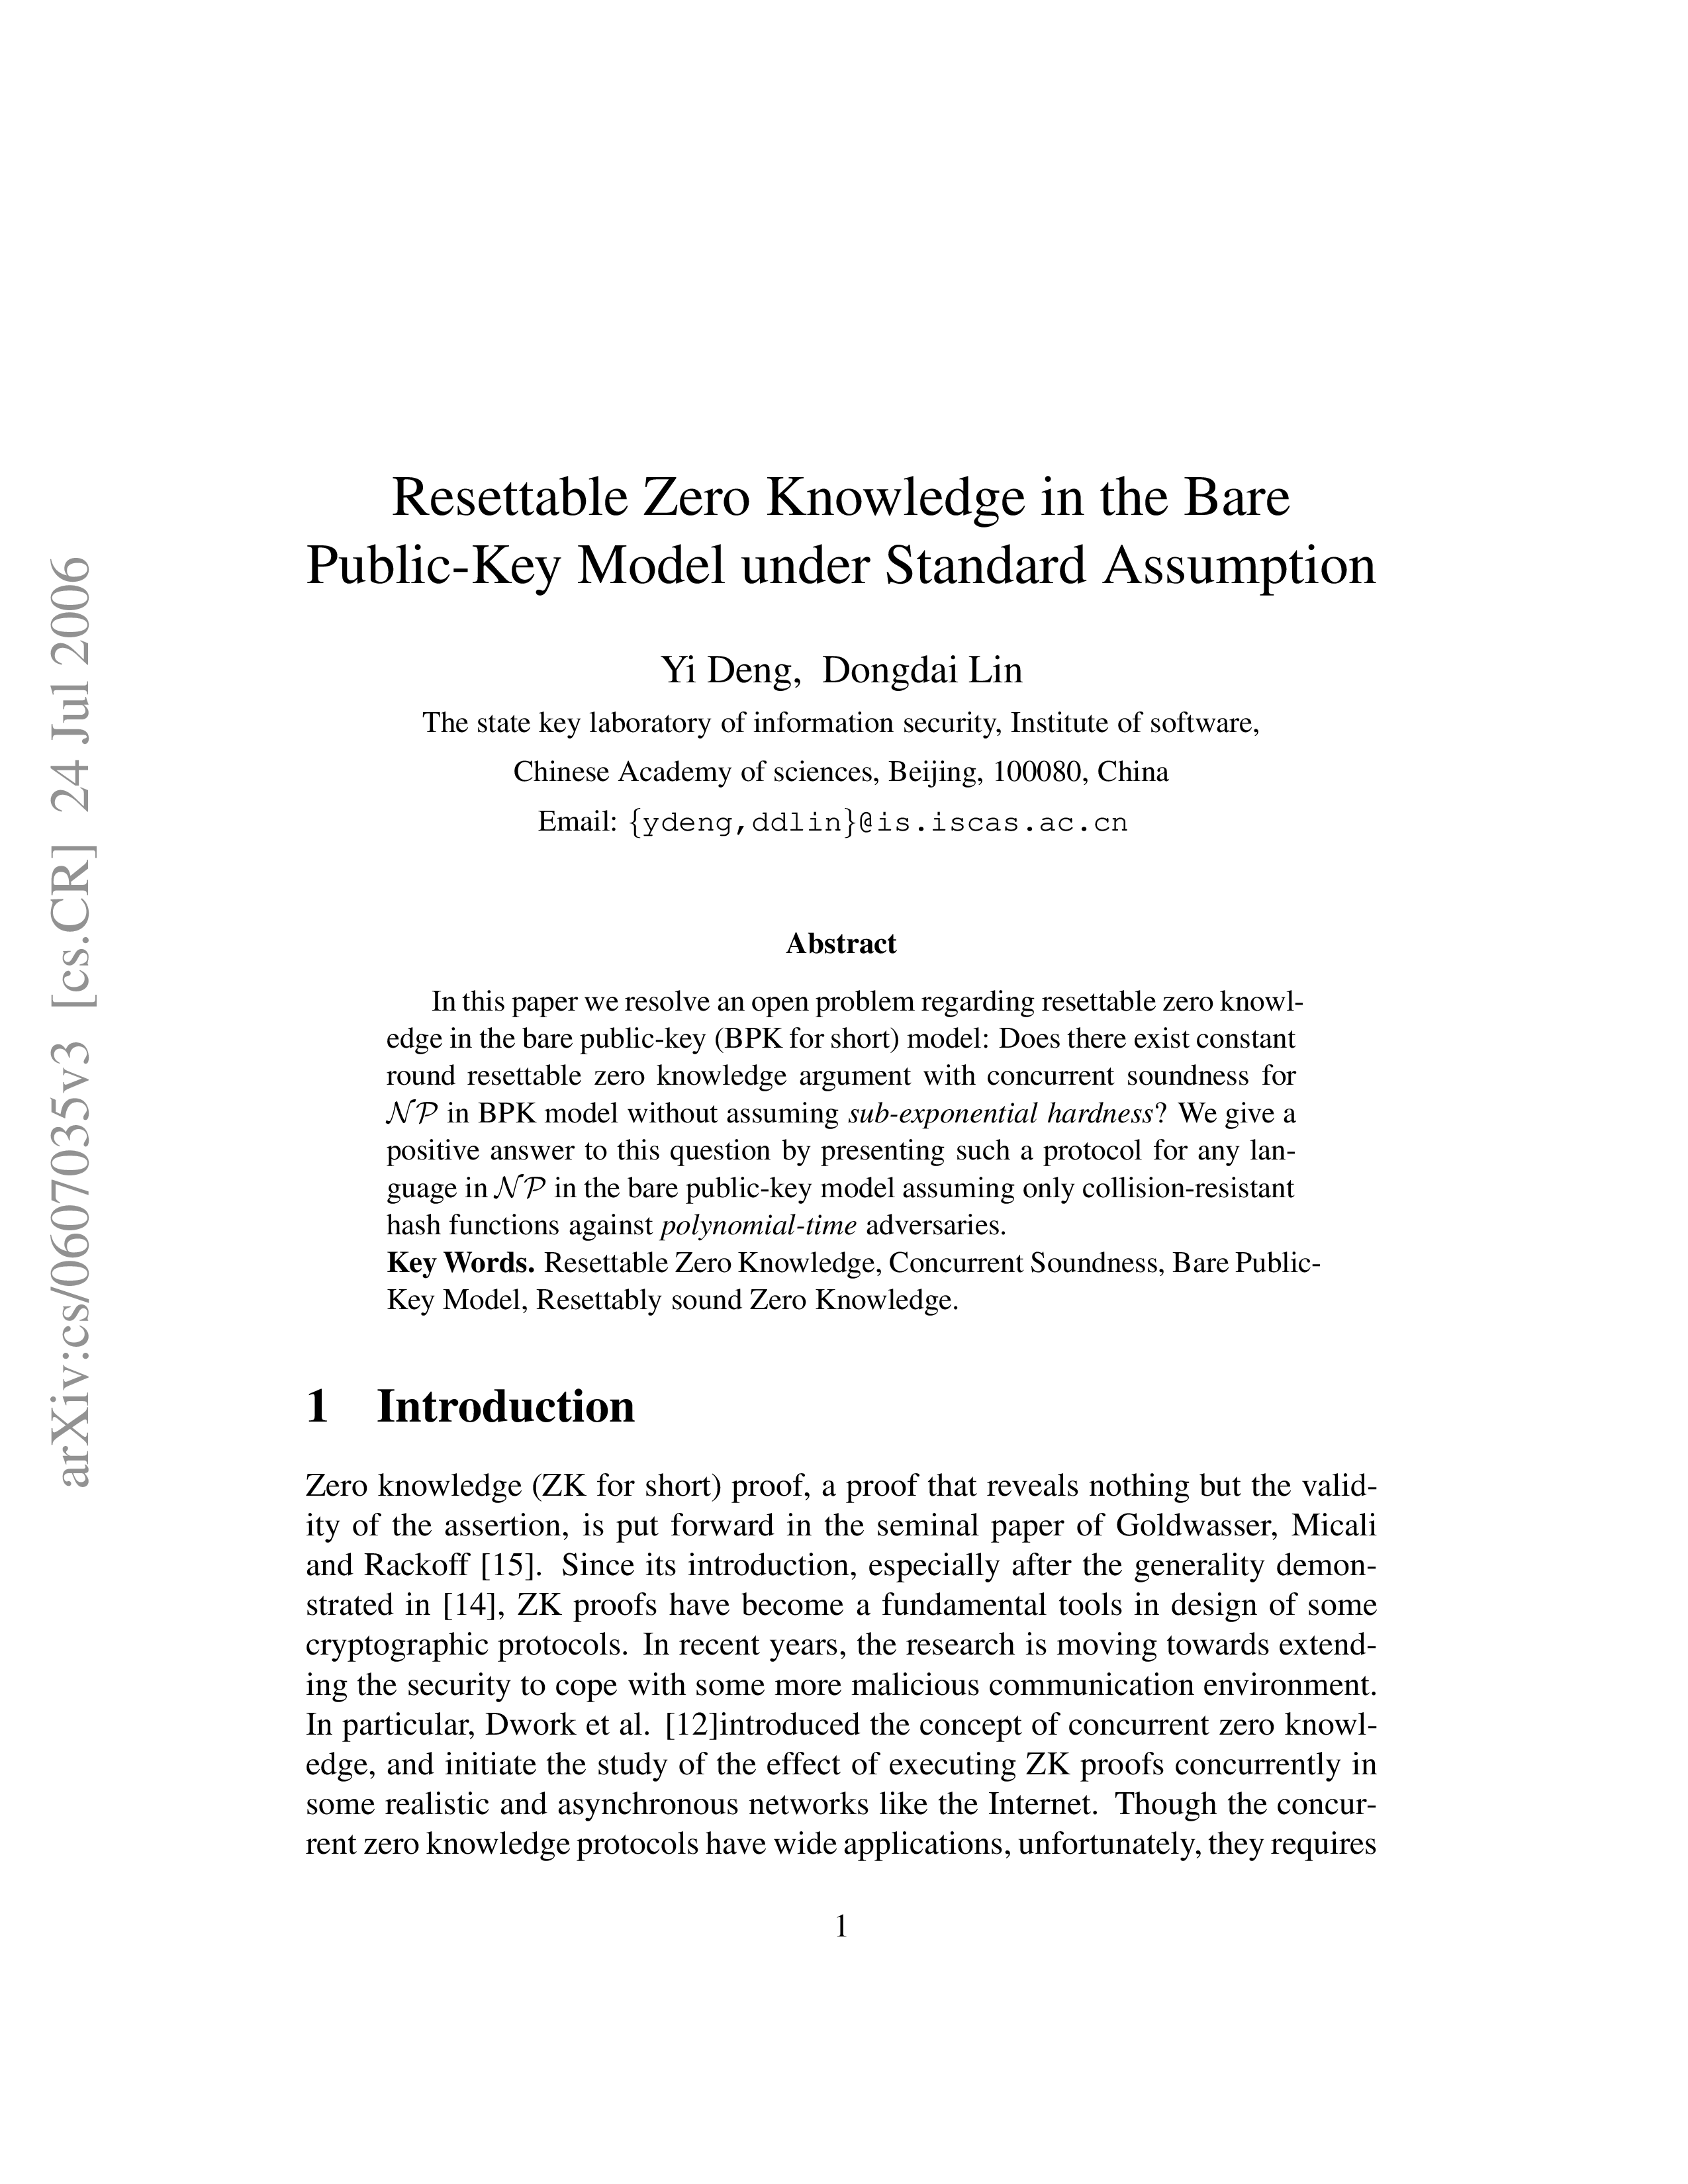 arXiv:cs/0607035v3 [cs.CR] 24 Jul 2006
Resettable Zero Knowledge in the Bare
Public-Key Model under Standard Assumption
Yi Deng, Dongdai Lin
The state key laboratory of information security, Institute of software,
Chinese Academy of sciences, Beijing, 100080, China
Email: {ydeng,ddlin}@is.iscas.ac.cn
Abstract
In this paper we resolve an open problem regarding resettable zero knowl-
edge in the bare public-key (BPK for short) model: Does there exist constant
round resettable zero knowledge argument with concurrent soundness for
NP in BPK model without assuming sub-exponential hardness? We give a
positive answer to this question by presenting such a protocol for any lan-
guage in NP in the bare public-key model assuming only collision-resistant
hash functions against polynomial-time adversaries.
Key Words. Resettable Zero Knowledge, Concurrent Soundness, Bare Public-
Key Model, Resettably sound Zero Knowledge.
1 Introduction
Zero knowledge (ZK for short) proof, a proof that reveals nothing but the valid-
ity of the assertion, is put forward in the seminal paper of Goldwasser, Micali
and Rackoff [15]. Since its introduction, especially after the generality demon-
strated in [14], ZK proofs have become a fundamental tools in design of some
cryptographic protocols. In recent years, the research is moving towards extend-
ing the security to cope with some more malicious communication environment.
In particular, Dwork et al. [12]introduced the concept of concurrent zero knowl-
edge, and initiate the study of the effect of executing ZK proofs concurrently in
some realistic and asynchronous networks like the Internet. Though the concur-
rent zero knowledge protocols have wide applications, unfortunately, they requires
1